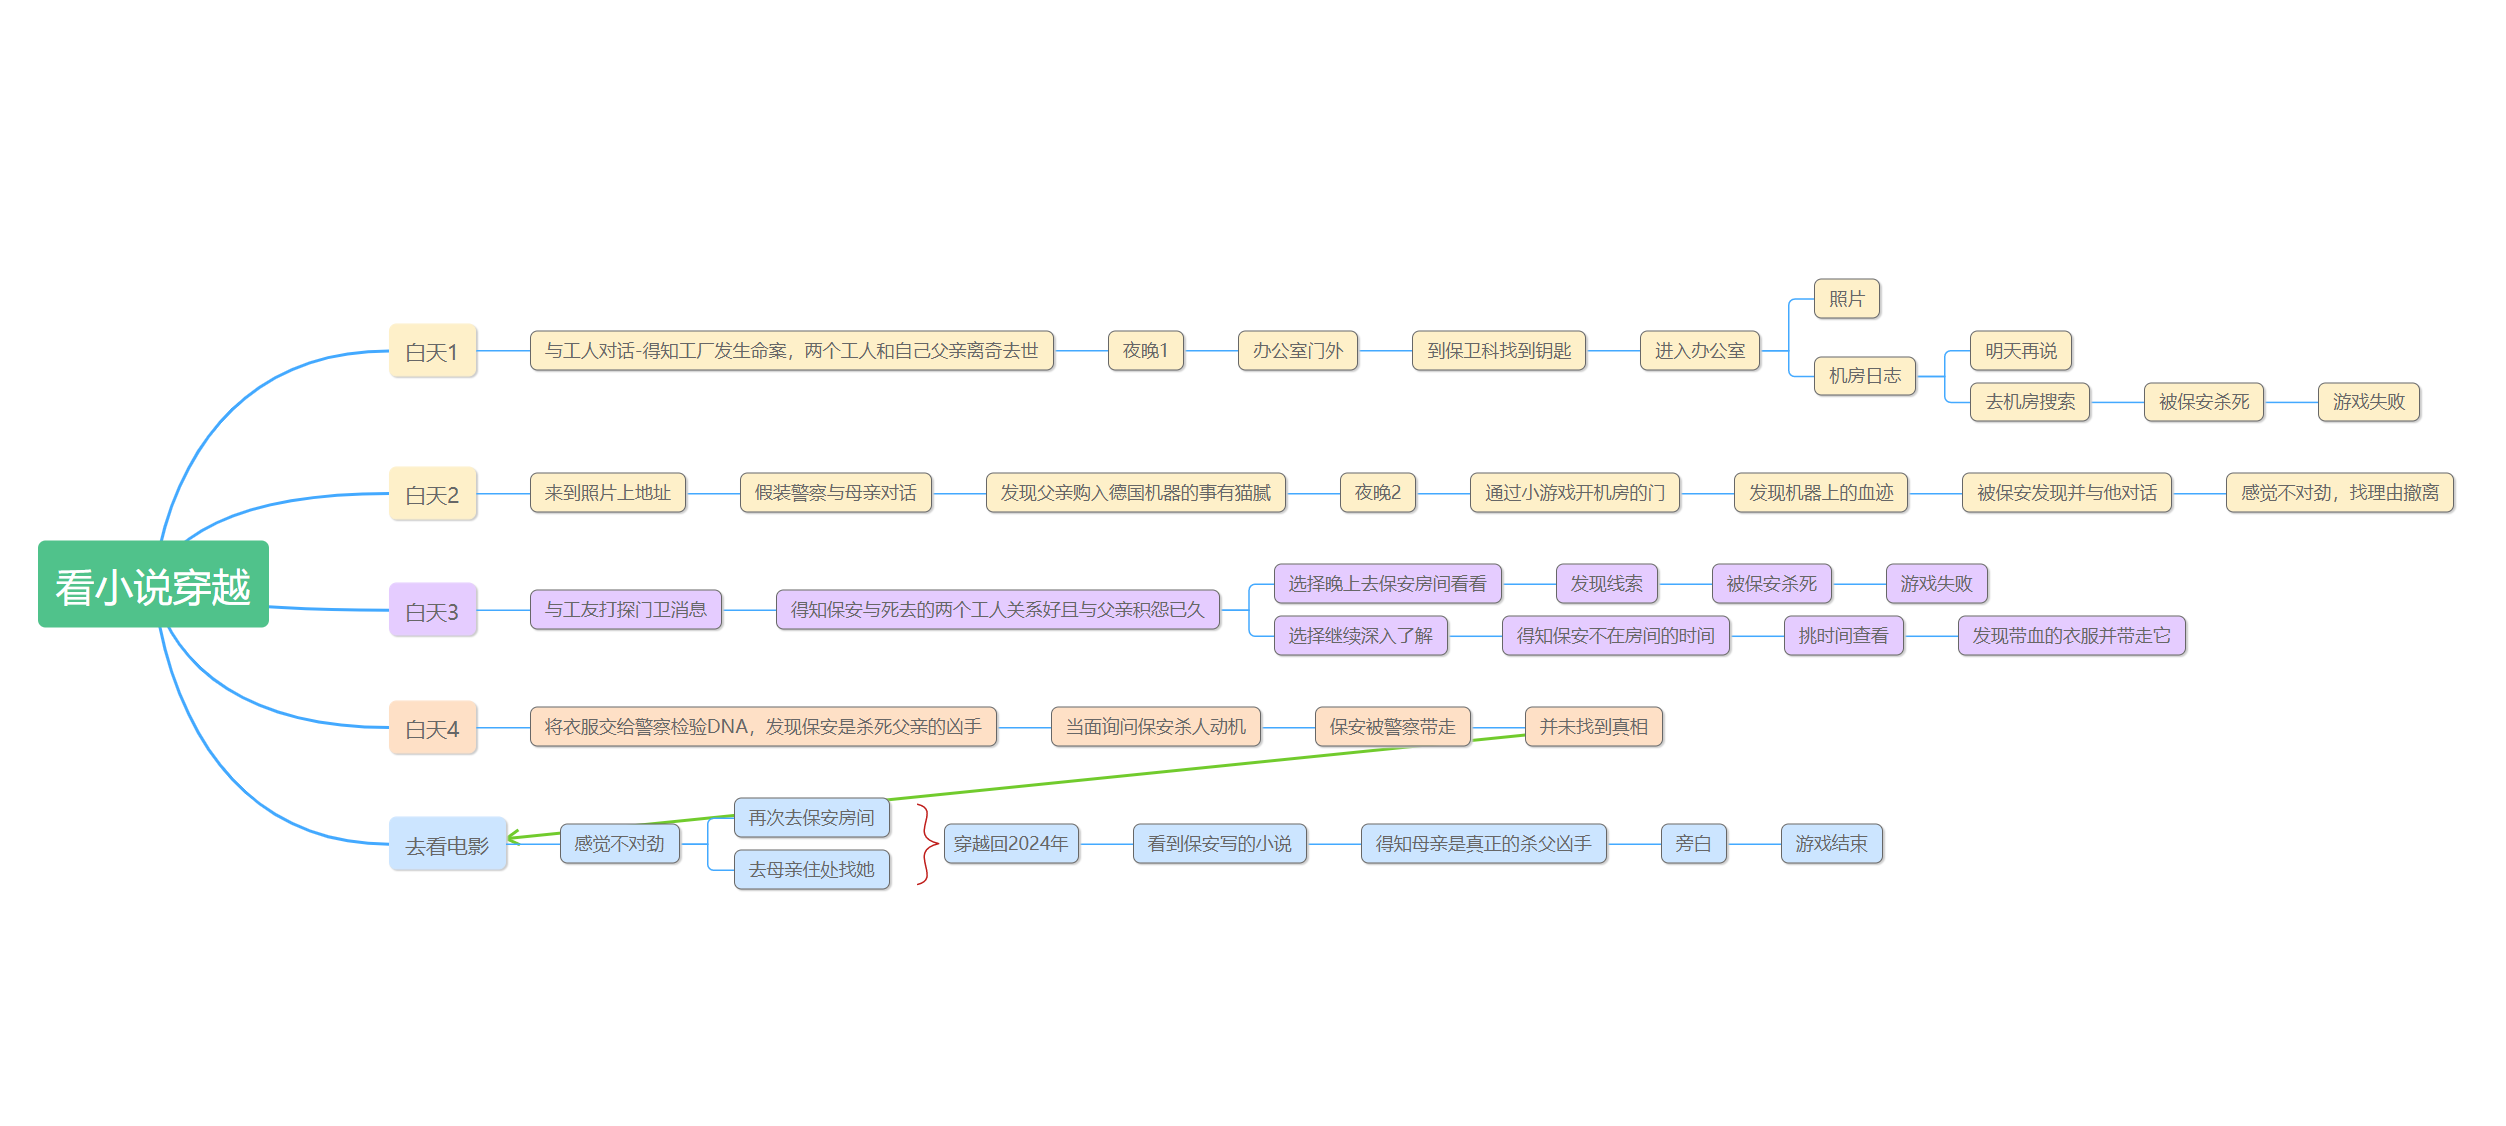 看小说穿越
白天1
与工人对话-得知工厂发生命案，两个工人和自己父亲离奇去世
夜晚1
办公室门外
到保卫科找到钥匙
进入办公室
照片
机房日志
明天再说
去机房搜索
被保安杀死
游戏失败
白天2
来到照片上地址
假装警察与母亲对话
发现父亲购入德国机器的事有猫腻
夜晚2
通过小游戏开机房的门
发现机器上的血迹
被保安发现并与他对话
感觉不对劲，找理由撤离
白天3
与工友打探门卫消息
得知保安与死去的两个工人关系好且与父亲积怨已久
选择晚上去保安房间看看
发现线索
被保安杀死
游戏失败
选择继续深入了解
得知保安不在房间的时间
挑时间查看
发现带血的衣服并带走它
白天4
将衣服交给警察检验DNA，发现保安是杀死父亲的凶手
当面询问保安杀人动机
保安被警察带走
并未找到真相
去看电影
感觉不对劲
再次去保安房间
去母亲住处找她
穿越回2024年
看到保安写的小说
得知母亲是真正的杀父凶手
旁白
游戏结束